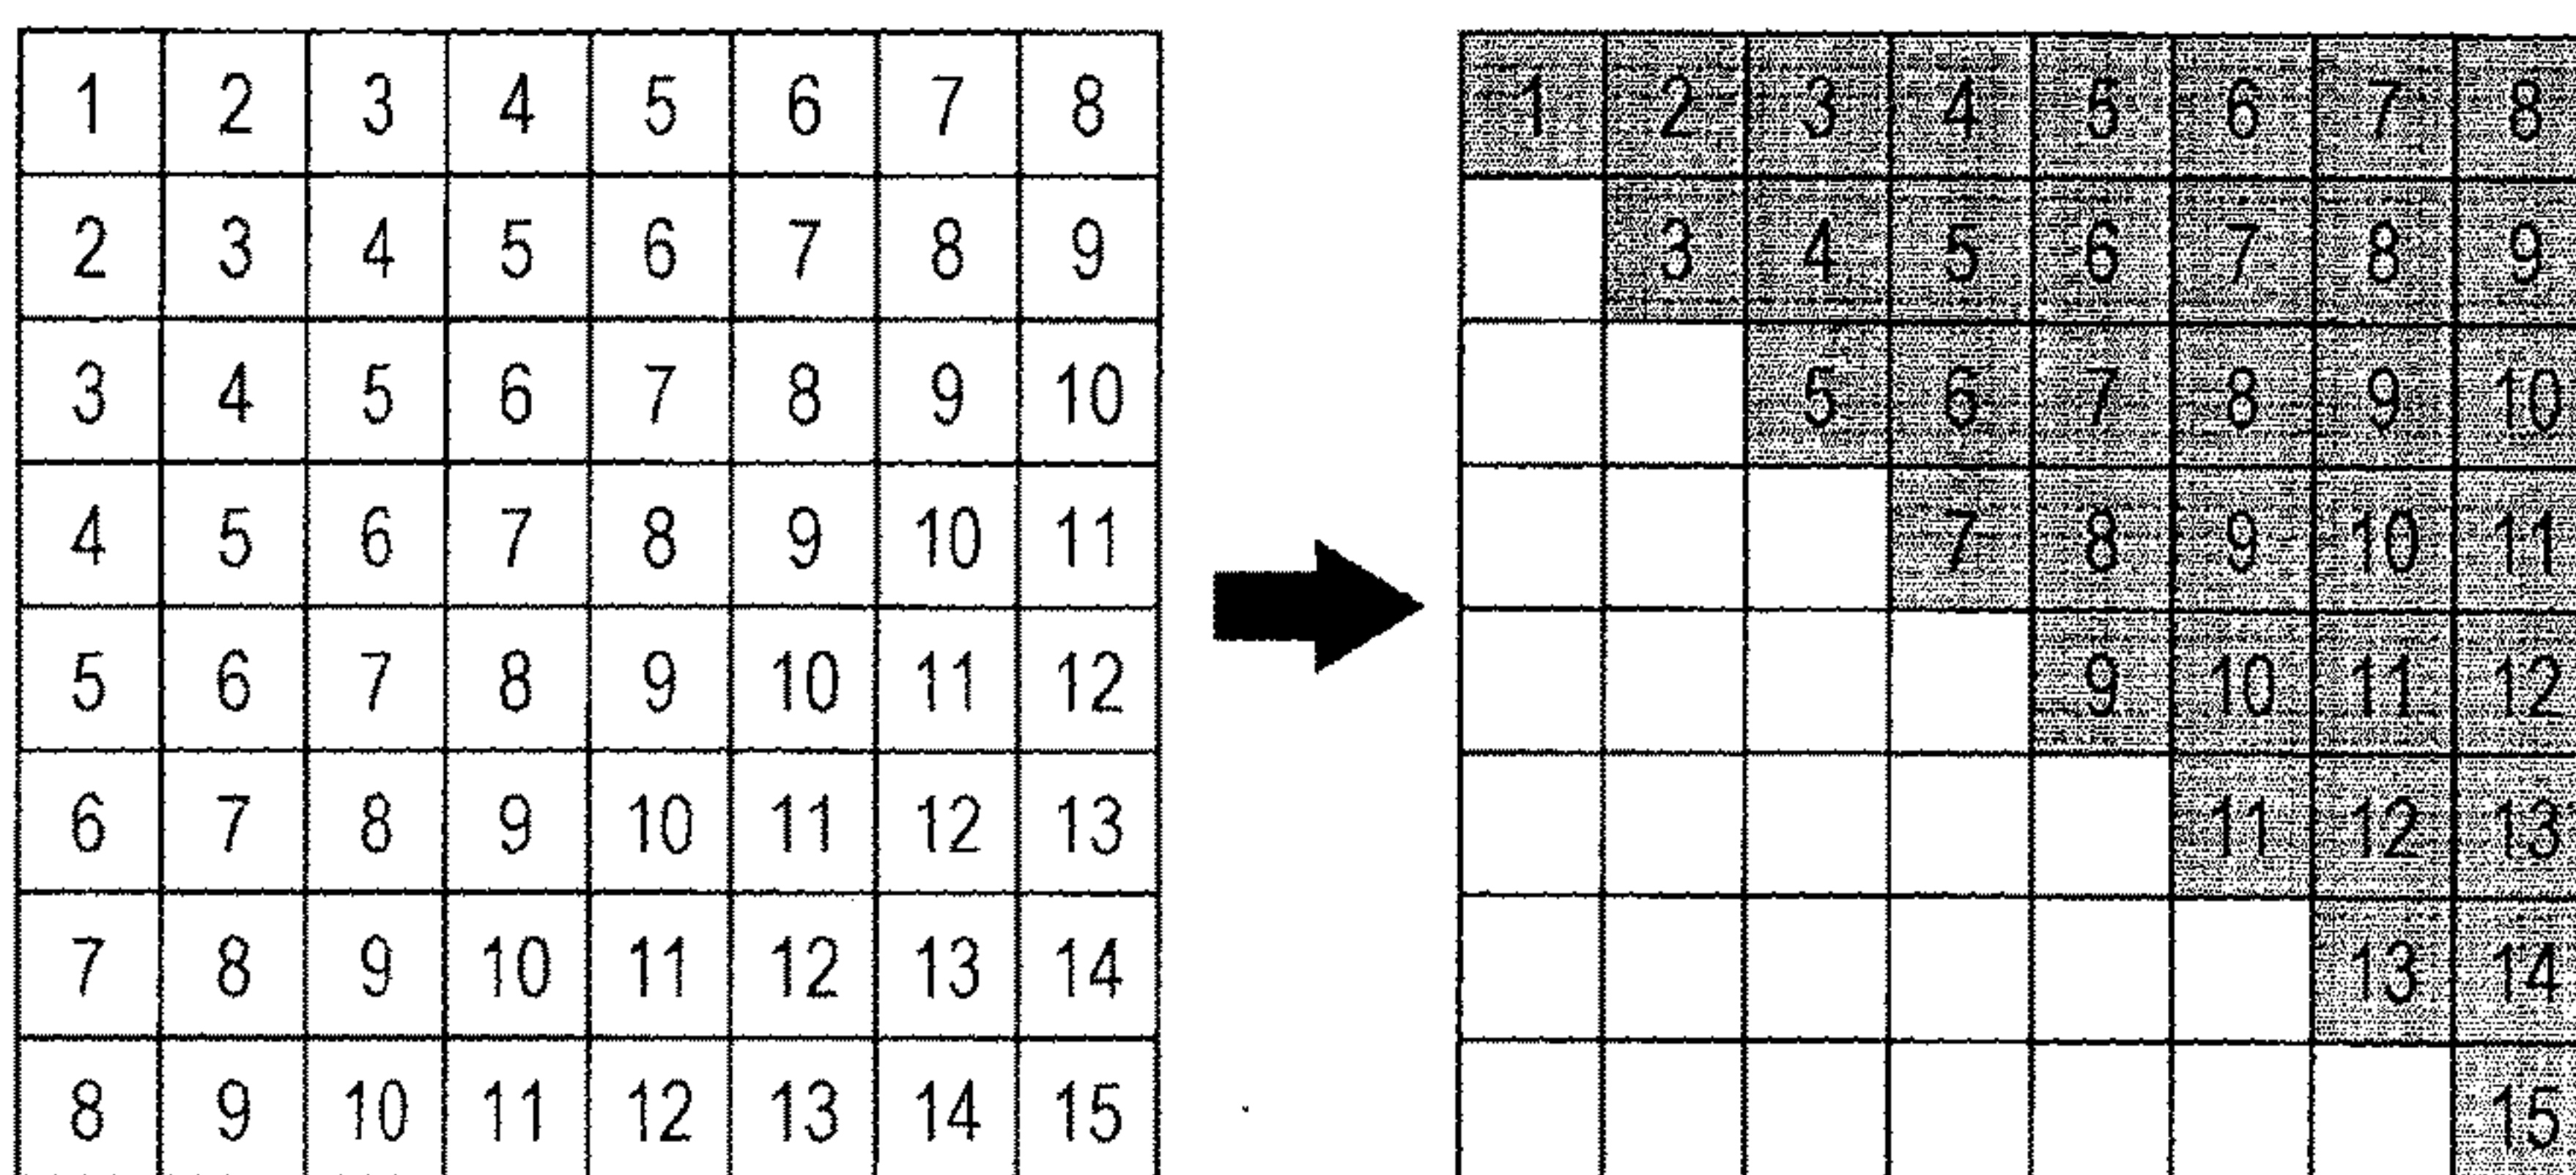 1 2 3 4 5 6 7 8 1 2 3 4 5 6 7 8
2 3 4 5 6 7 8 9 3 4 5 6 7 8 9
3 4 5 6 7 8 9 10 5 6 7 8 9 10
4 5 6 7 8 9 10 11 7 8 9 10 11
5 6 7 8 9 10 11 12 9 10 11 12
6 7 8 9 10 11 12 13 11 12 13
7 8 9 10 11 12 13 14 13 14
8 9 10 11 12 13 14 15 15